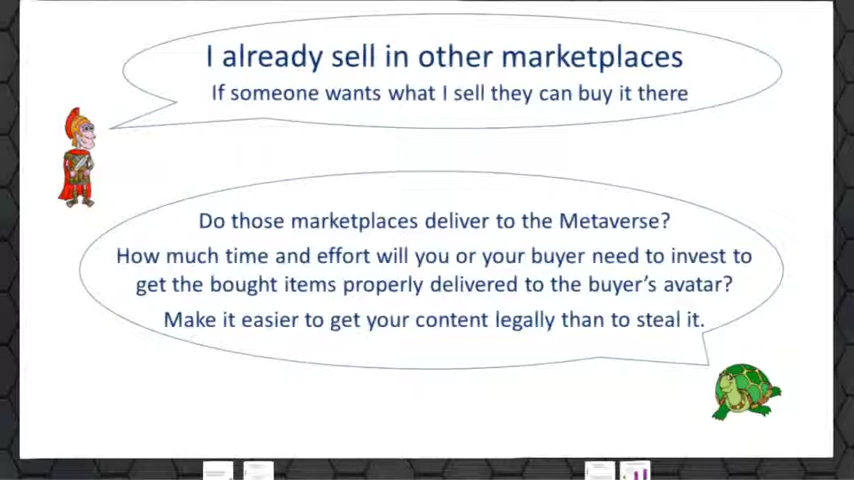 I already sell in other marketplaces
If someone wants what I sell they can buy it there
Do those marketplaces deliver to the Metaverse?
How much time and effort will you or your buyer need to invest to
get the bought items properly delivered to the buyer's avatar?
Make it easier to get your content legally than to steal it.